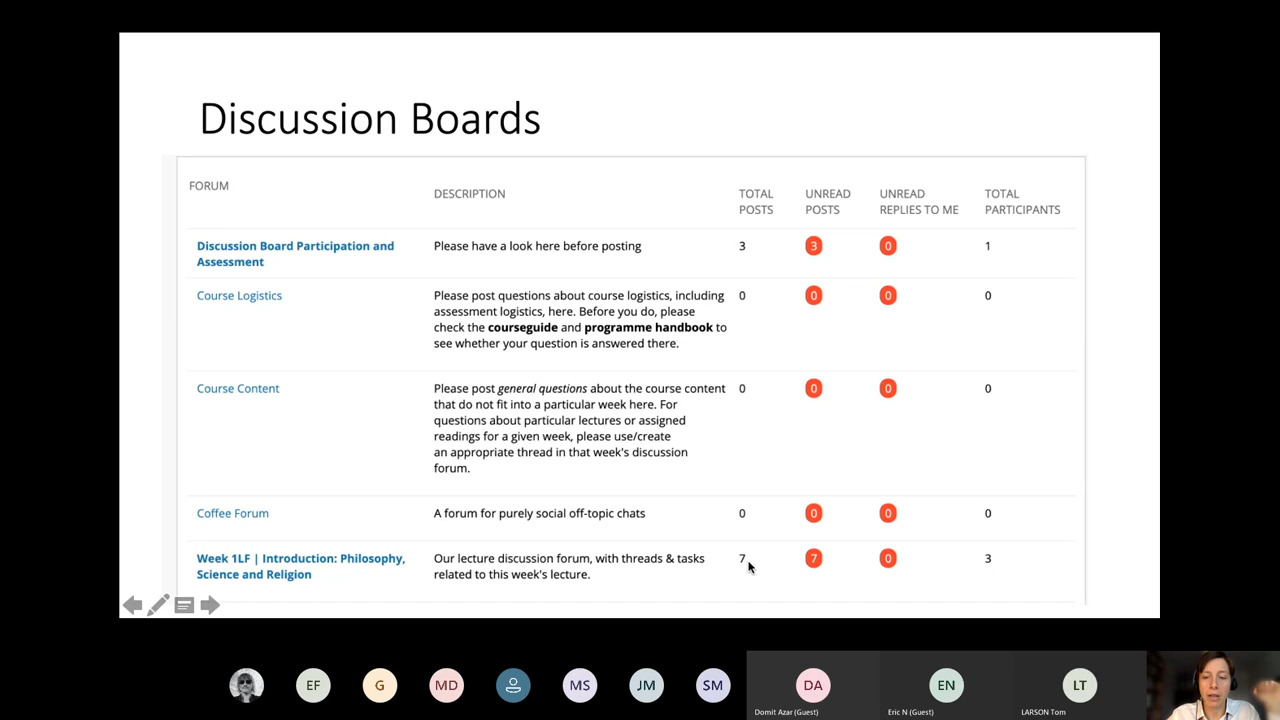 Discussion Boards
FORUM
DESCRIPTION
TOTAL
POSTS
UNREAD
POSTS
UNREAD
REPLIES TO ME
TOTAL
PARTICIPANTS
Discussion Board Participation and
Assessment
Please have a look here before posting
3
3
0
1
Course Logistics
Please post questions about course logistics, including
assessment logistics, here. Before you do, please
check the courseguide and programme handbook to
see whether your question is answered there.
0
0
0
0
Course Content
Please post general questions about the course content
that do not fit into a particular week here. For
questions about particular lectures or assigned
readings for a given week, please use/create
an appropriate thread in that week's discussion
forum.
0
0
0
0
Coffee Forum
A forum for purely social off-topic chats
0
0
0
0
Week 1LF | Introduction: Philosophy,
Science and Religion
Our lecture discussion forum, with threads & tasks
related to this week's lecture.
7
7
0
3
EF
G
MD
MS
JM
SM
DA
Domit Azar (Guest)
EN
Eric N (Guest)
LT
LARSON Tom